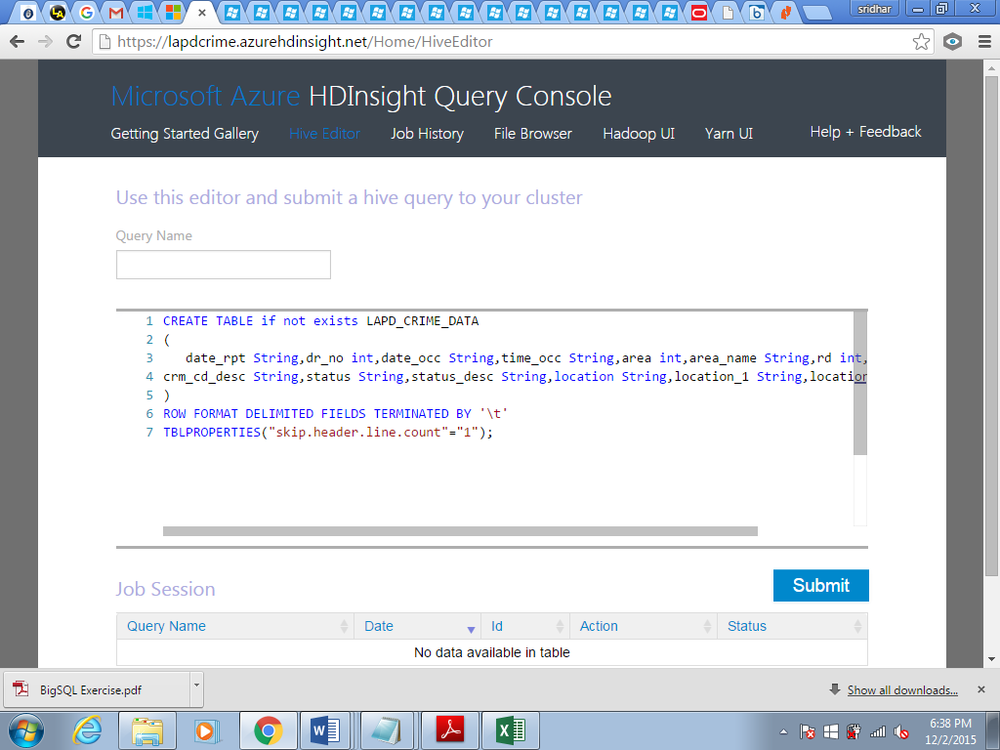 sridhar
https://lapdcrime.azurehdinsight.net/Home/HiveEditor
Microsoft Azure HDInsight Query Console
Getting Started Gallery Hive Editor Job History File Browser Hadoop UI Yarn UI Help + Feedback
Use this editor and submit a hive query to your cluster
Query Name
1 CREATE TABLE if not exists LAPD_CRIME_DATA
2 (
3 date_rpt String,dr_no int,date_occ String,time_occ String,area int,area_name String,rd int,
4 crm_cd_desc String,status String,status_desc String,location String,location_1 String,location
5 )
6 ROW FORMAT DELIMITED FIELDS TERMINATED BY '\t'
7 TBLPROPERTIES("skip.header.line.count"="1");
Job Session
Submit
Query Name Date Id Action Status
No data available in table
BigSQL Exercise.pdf
Show all downloads...
6:38 PM
12/2/2015